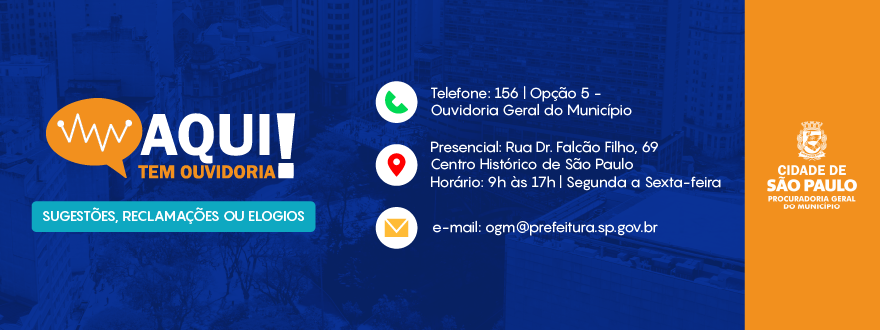 AQUI!
TEM OUVIDORIA
SUGESTÕES, RECLAMAÇÕES OU ELOGIOS
Telefone: 156 | Opção 5 -
Ouvidoria Geral do Município
Presencial: Rua Dr. Falcão Filho, 69
Centro Histórico de São Paulo
Horário: 9h às 17h | Segunda a Sexta-feira
e-mail: ogm@prefeitura.sp.gov.br
CIDADE DE
SÃO PAULO
PROCURADORIA GERAL
DO MUNICÍPIO